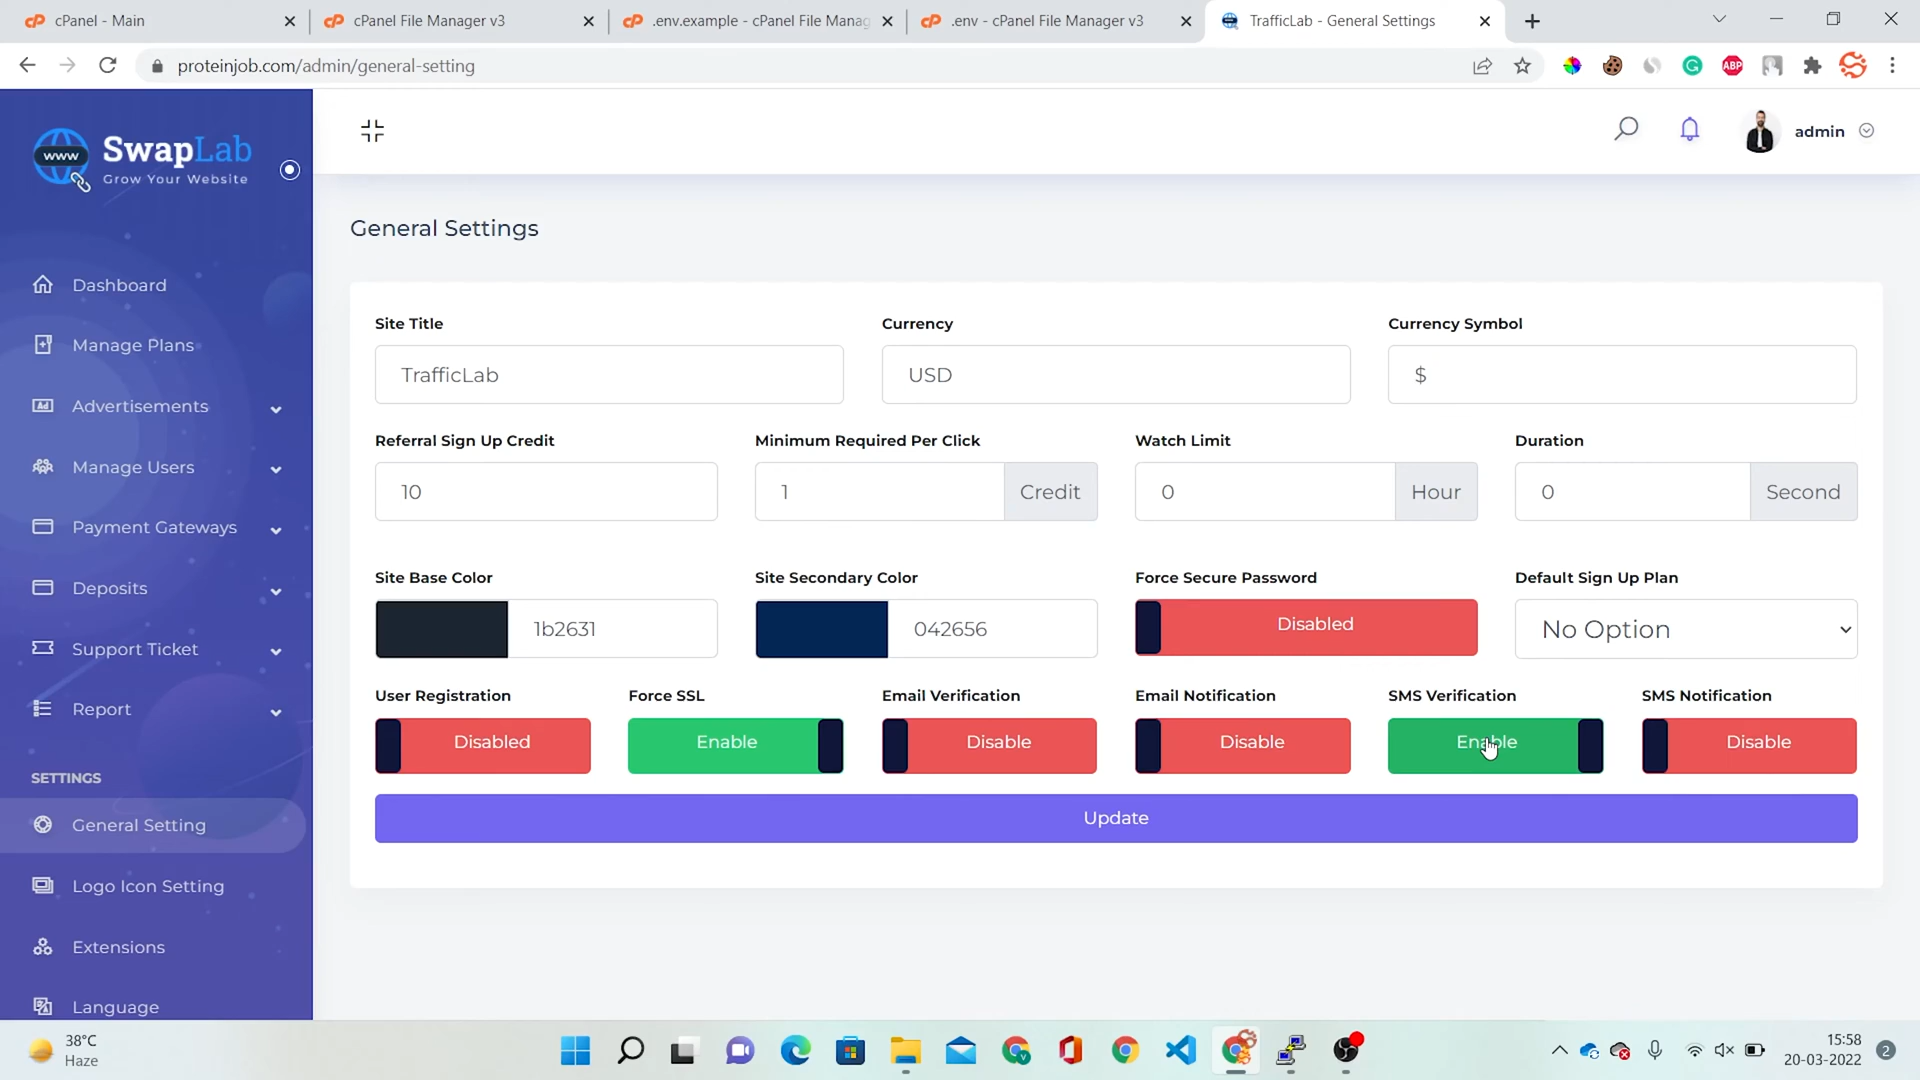 cPanel - Main
cPanel File Manager v3
.env.example - cPanel File Manag
.env - cPanel File Manager v3
TrafficLab - General Settings
proteinjob.com/admin/general-setting
ABP
www
SwapLab
Grow Your Website
admin
General Settings
Dashboard
Manage Plans
Advertisements
Manage Users
Payment Gateways
Deposits
Support Ticket
Report
SETTINGS
General Setting
Logo Icon Setting
Extensions
Language
Site Title
Currency
Currency Symbol
TrafficLab
USD
$
Referral Sign Up Credit
Minimum Required Per Click
Watch Limit
Duration
10
1
Credit
0
Hour
0
Second
Site Base Color
Site Secondary Color
Force Secure Password
Default Sign Up Plan
1b2631
042656
Disabled
No Option
User Registration
Force SSL
Email Verification
Email Notification
SMS Verification
SMS Notification
Disabled
Enable
Disable
Disable
Enable
Disable
Update
38°C
Haze
15:58
20-03-2022
2